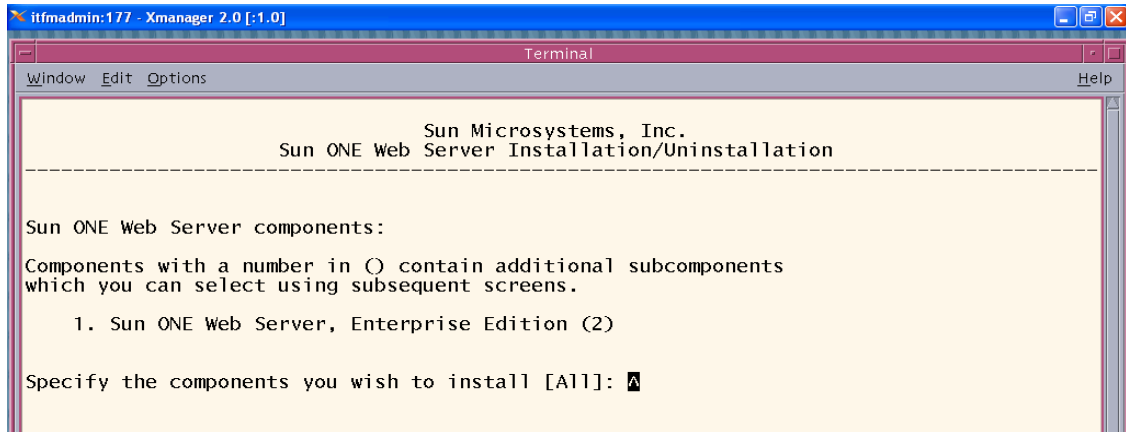 itfmadmin:177 - Xmanager 2.0 [:1.0]
Terminal
Window Edit Options Help
Sun Microsystems, Inc.
Sun ONE Web Server Installation/Uninstallation
Sun ONE Web Server components:
Components with a number in () contain additional subcomponents
which you can select using subsequent screens.
1. Sun ONE Web Server, Enterprise Edition (2)
Specify the components you wish to install [All]: